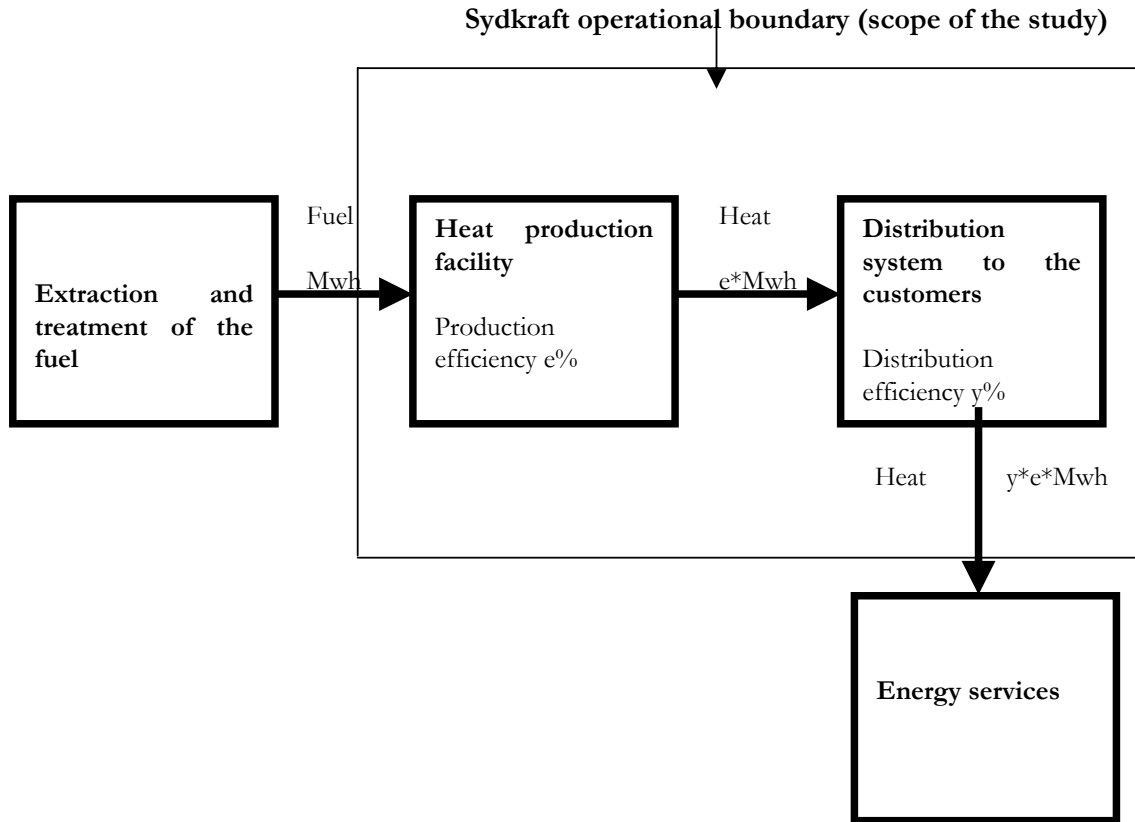 Sydkraft operational boundary (scope of the study)
Extraction and
treatment of the
fuel
Fuel
Mwh
Heat production
facility
Production
efficiency e%
Heat
e*Mwh
Distribution
system to the
customers
Distribution
efficiency y%
Heat
y*e*Mwh
Energy services